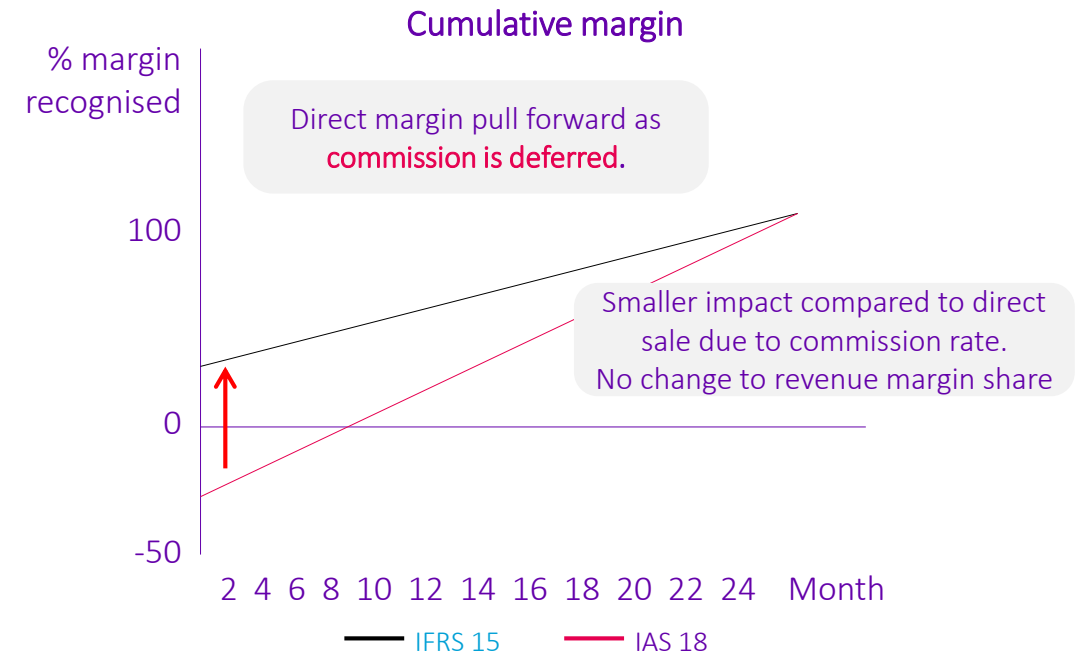 Cumulative margin
% margin
recognised
Direct margin pull forward as
commission is deferred.
100
Smaller impact compared to direct
sale due to commission rate.
No change to revenue margin share
0
-50
2 4 6 8 10 12 14 16 18 20 22 24 Month
IFRS 15 IAS 18